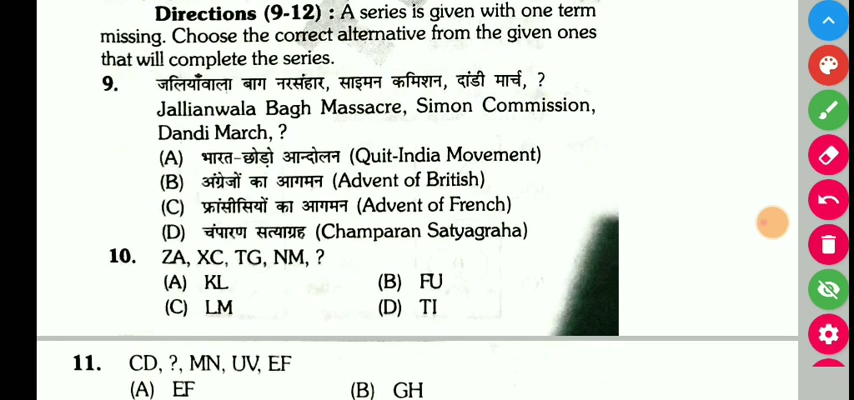 Directions (9-12) : A series is given with one term
missing. Choose the correct alternative from the given ones
that will complete the series.
9. जलियाँवाला बाग नरसंहार, साइमन कमिशन, दांडी मार्च, ?
Jallianwala Bagh Massacre, Simon Commission,
Dandi March, ?
(A) भारत-छोड़ो आन्दोलन (Quit-India Movement)
(B) अंग्रेजों का आगमन (Advent of British)
(C) फ्रांसीसियों का आगमन (Advent of French)
(D) चंपारण सत्याग्रह (Champaran Satyagraha)
10. ZA, XC, TG, NM, ?
(A) KL (B) FU
(C) LM (D) TI
11. CD, ?, MN, UV, EF
(A) EF (B) GH